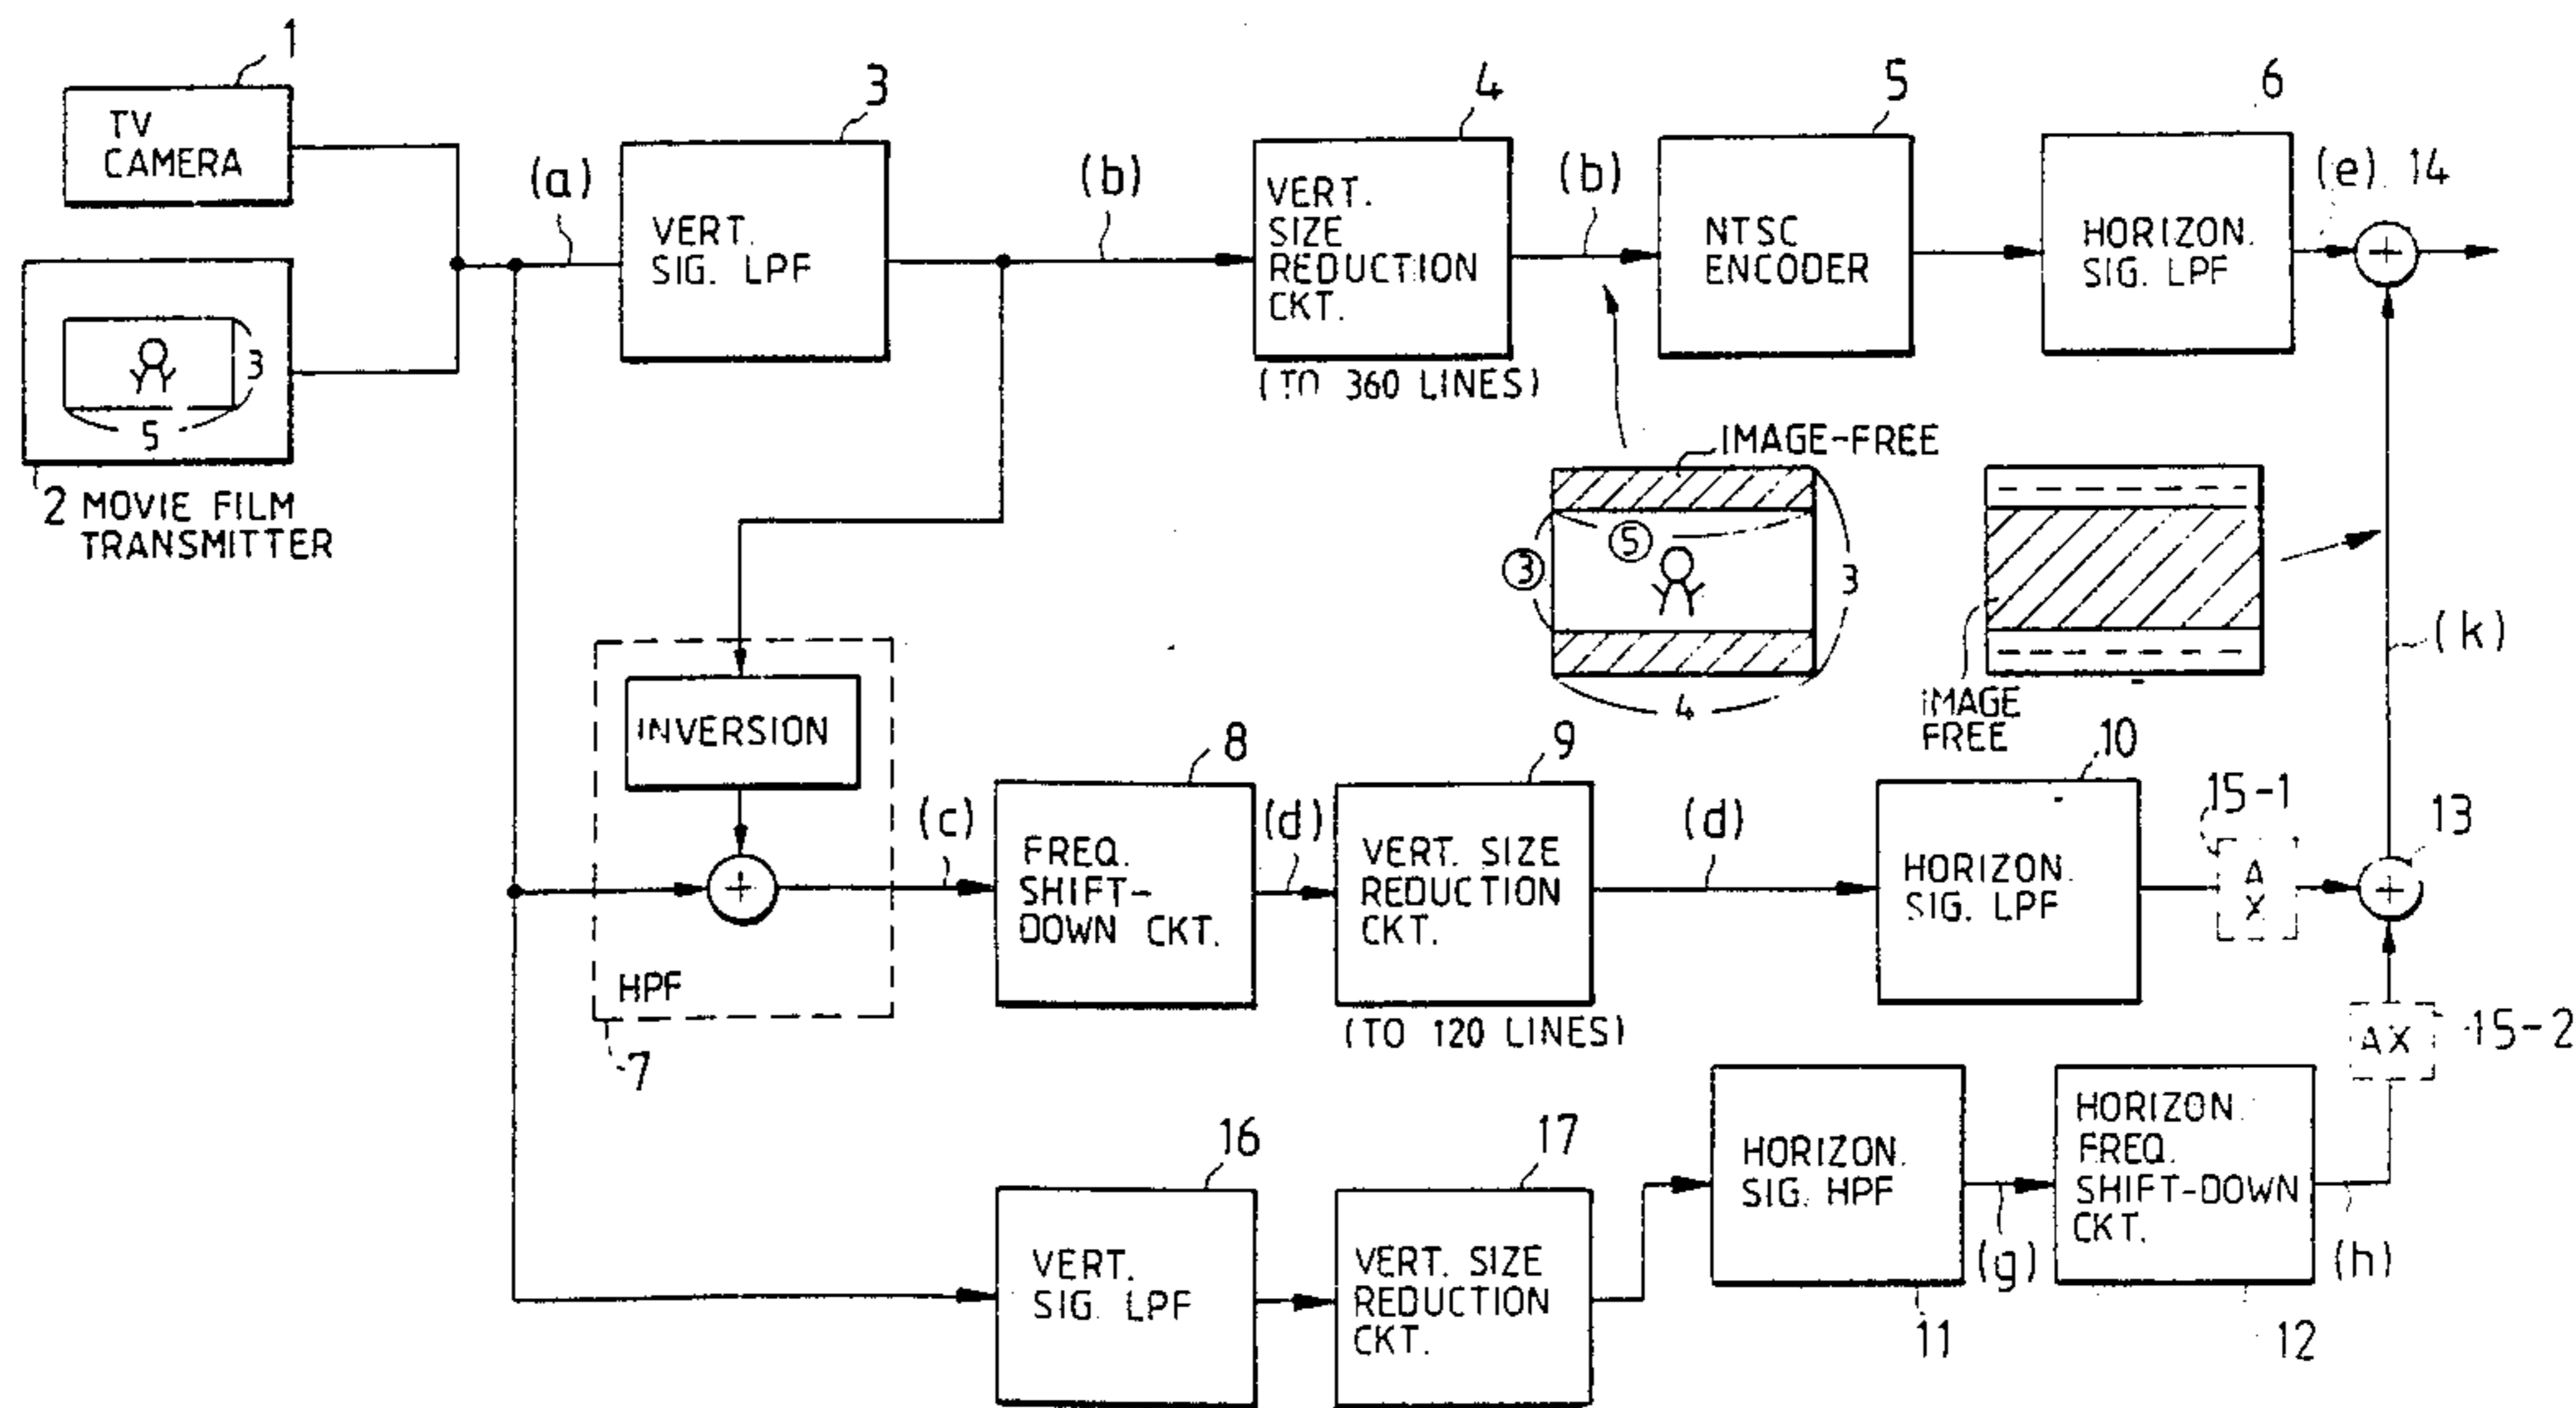 1
TV
CAMERA
2 MOVIE FILM
TRANSMITTER
3
5
(a)
3
VERT.
SIG. LPF
(b)
4
VERT.
SIZE
REDUCTION
CKT.
(TO 360 LINES)
(b)
5
NTSC
ENCODER
6
HORIZON.
SIG. LPF
(e)
14
+
IMAGE-FREE
5
3
3
4
IMAGE
FREE
(k)
INVERSION
+
HPF
7
(c)
8
FREQ.
SHIFT-
DOWN CKT.
(d)
9
VERT. SIZE
REDUCTION
CKT.
(TO 120 LINES)
(d)
10
HORIZON.
SIG. LPF
15-1
A
X
13
+
AX
15-2
16
VERT.
SIG. LPF
17
VERT. SIZE
REDUCTION
CKT.
HORIZON.
SIG. HPF
11
(g)
HORIZON.
FREQ.
SHIFT-DOWN
CKT.
12
(h)